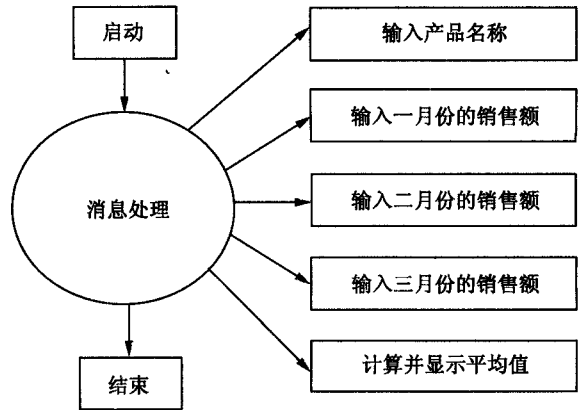 启动
输入产品名称
输入一月份的销售额
消息处理
输入二月份的销售额
输入三月份的销售额
计算并显示平均值
结束